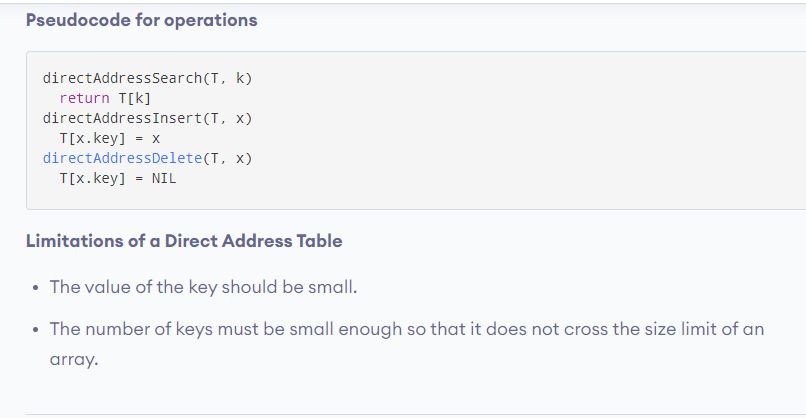 Pseudocode for operations
directAddressSearch(T, k)
  return T[k]
directAddressInsert(T, x)
  T[x.key] = x
directAddressDelete(T, x)
  T[x.key] = NIL
Limitations of a Direct Address Table
• The value of the key should be small.
• The number of keys must be small enough so that it does not cross the size limit of an
array.